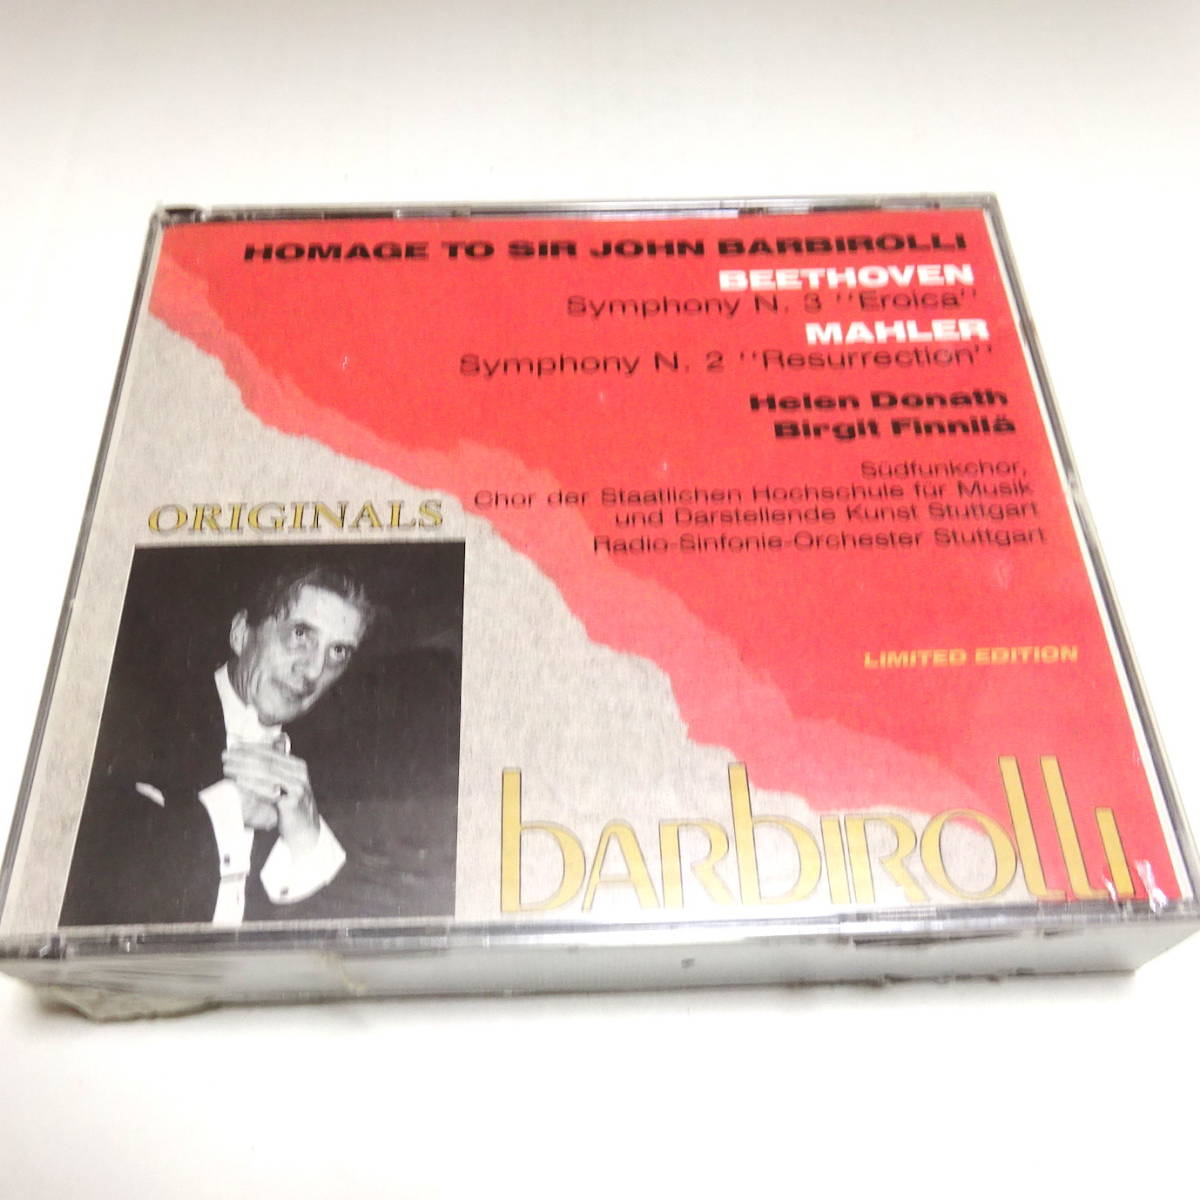 HOMAGE TO SIR JOHN BARBIROLLI
BEETHOVEN
Symphony N. 3 "Eroica"
MAHLER
Symphony N. 2 "Resurrection"
Helen Donath
Birgit Finnilä
Südfunkchor,
Chor der Staatlichen Hochschule für Musik
und Darstellende Kunst Stuttgart
Radio-Sinfonie-Orchester Stuttgart
ORIGINALS
LIMITED EDITION
bARbIROLLI